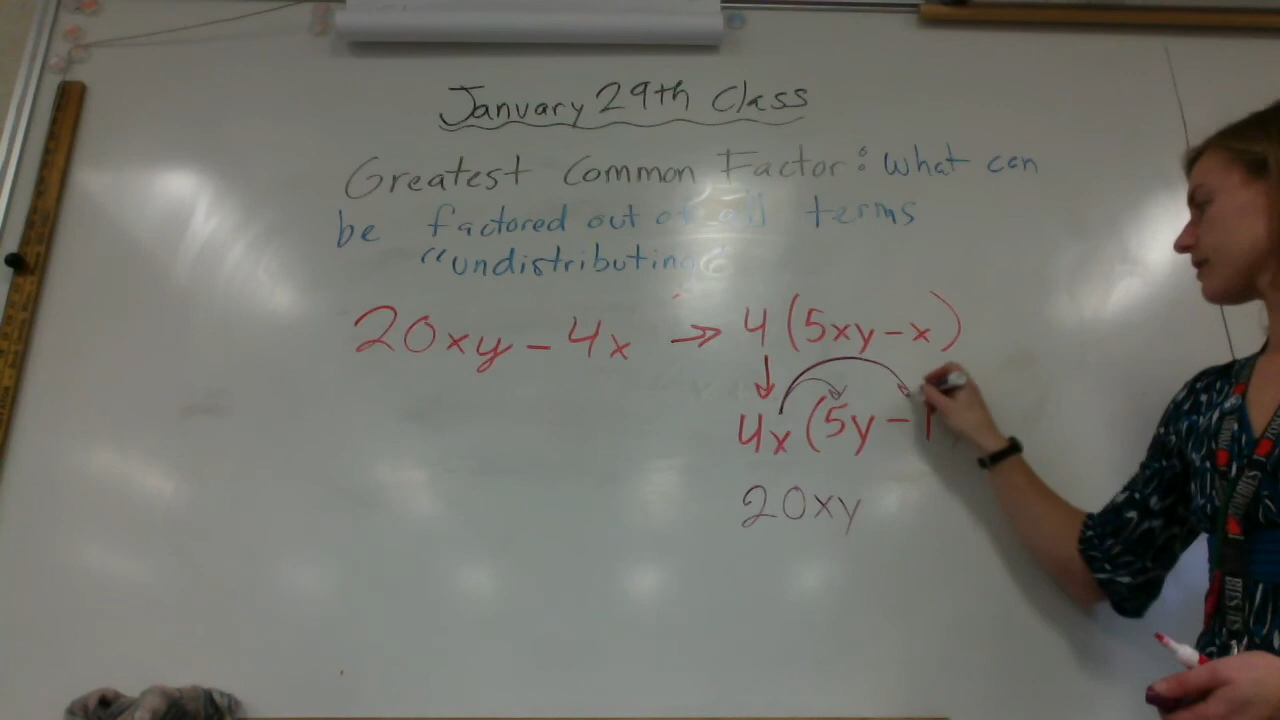 January 29th Class
Greatest Common Factor: what can
be factored out of all terms
"undistributing"
20xy - 4x → 4(5xy-x)
↓
4x(5y-1
20xy